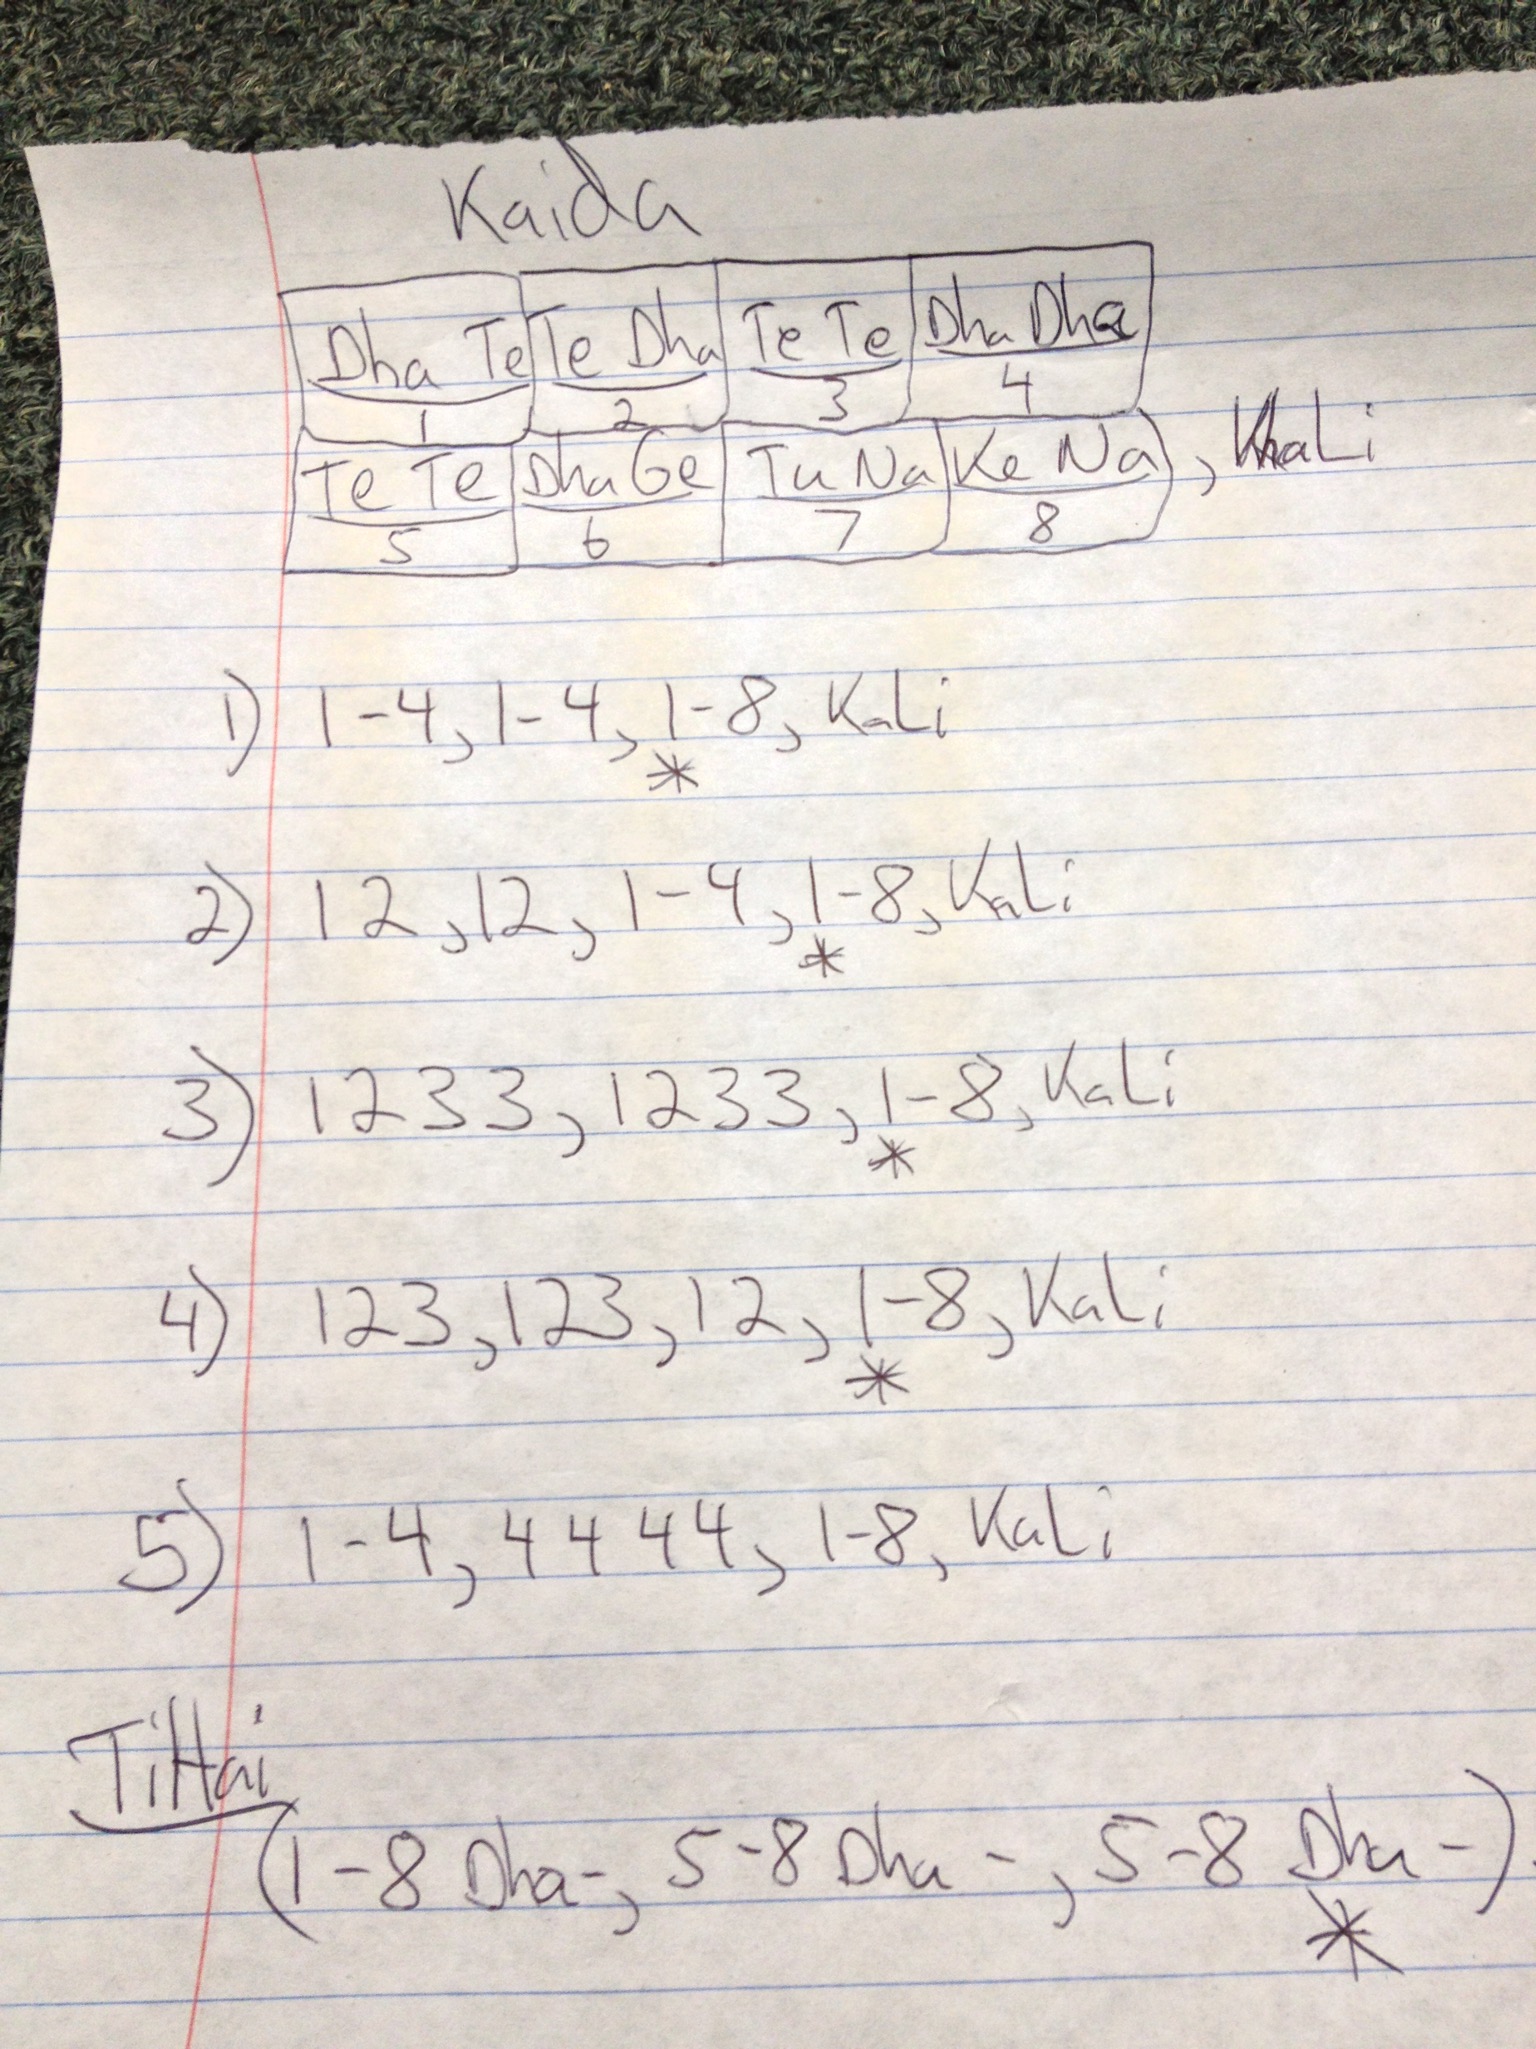 Kaida
Dha Te Te Dha Te Te Dha Dha
1 2 3 4
Te Te Dha Ge Tu Na Ke Na , KhaLi
5 6 7 8
1) 1-4, 1-4, 1-8, KaLi
*
2) 12, 12, 1-4, 1-8, KaLi
*
3) 1233, 1233, 1-8, KaLi
*
4) 123, 123, 12, 1-8, KaLi
*
5) 1-4, 4444, 1-8, KaLi
TiHai
(1-8 Dha-, 5-8 Dha -, 5-8 Dha -)
*